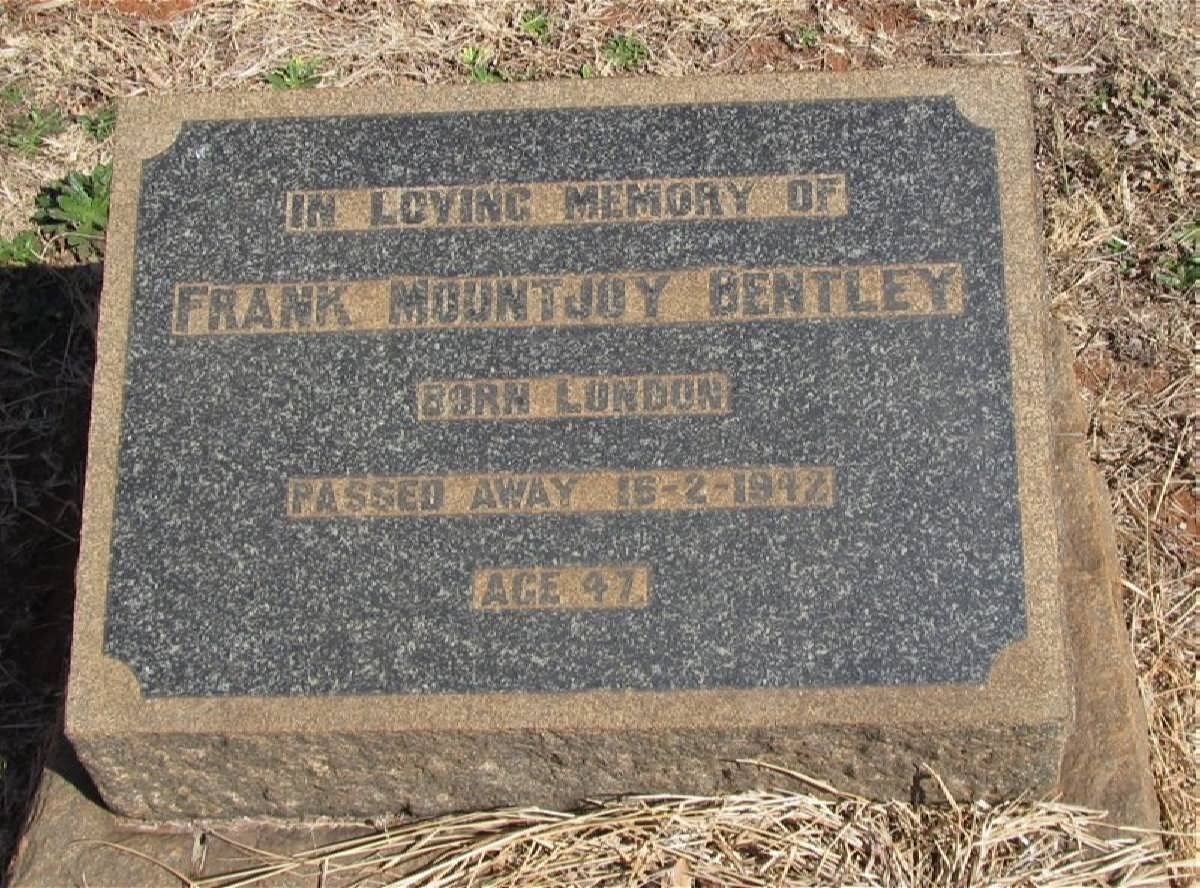 IN LOVING MEMORY OF
FRANK MOUNTJOY BENTLEY
BORN LONDON
PASSED AWAY 16-2-1942
AGE 47